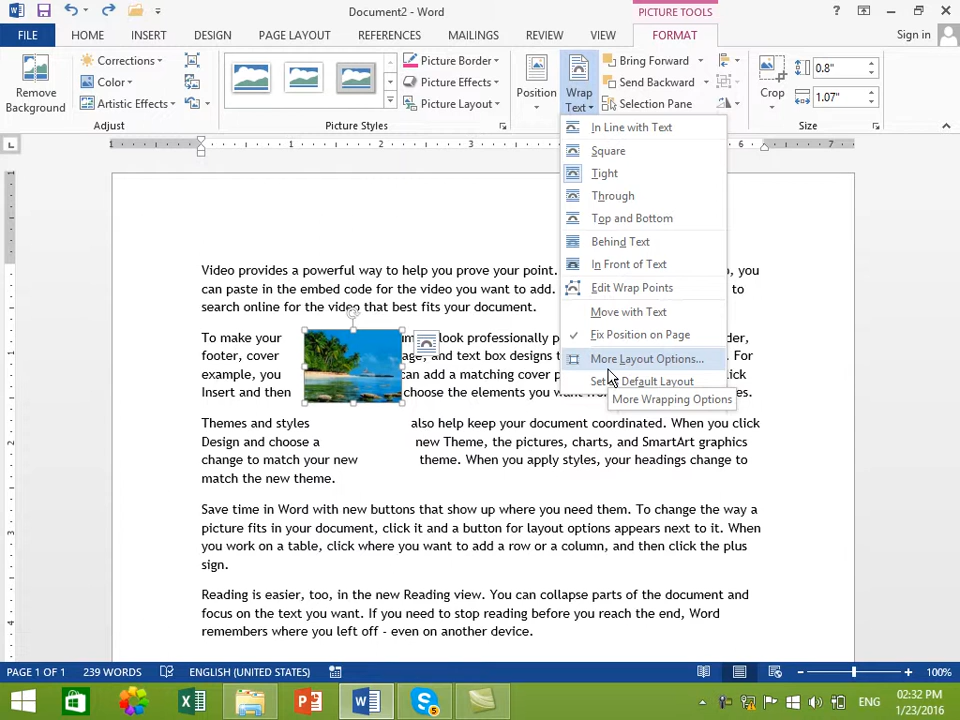 Document2 - Word
PICTURE TOOLS
FILE HOME INSERT DESIGN PAGE LAYOUT REFERENCES MAILINGS REVIEW VIEW FORMAT Sign in
Remove Background
Corrections
Color
Artistic Effects
Adjust
Picture Styles
Picture Border
Picture Effects
Picture Layout
Position
Wrap Text
Bring Forward
Send Backward
Selection Pane
Crop
0.8"
1.07"
Size
In Line with Text
Square
Tight
Through
Top and Bottom
Behind Text
In Front of Text
Edit Wrap Points
Move with Text
Fix Position on Page
More Layout Options...
Default Layout
More Wrapping Options
Video provides a powerful way to help you prove your point. you
can paste in the embed code for the video you want to add. to
search online for the video that best fits your document.
To make your look professionally
footer, cover and text box designs For
example, you can add a matching cover
Insert and then choose the elements you
Themes and styles also help keep your document coordinated. When you click
Design and choose a new Theme, the pictures, charts, and SmartArt graphics
change to match your new theme. When you apply styles, your headings change to
match the new theme.
Save time in Word with new buttons that show up where you need them. To change the way a
picture fits in your document, click it and a button for layout options appears next to it. When
you work on a table, click where you want to add a row or a column, and then click the plus
sign.
Reading is easier, too, in the new Reading view. You can collapse parts of the document and
focus on the text you want. If you need to stop reading before you reach the end, Word
remembers where you left off - even on another device.
PAGE 1 OF 1 239 WORDS ENGLISH (UNITED STATES) 100%
ENG
02:32 PM
1/23/2016